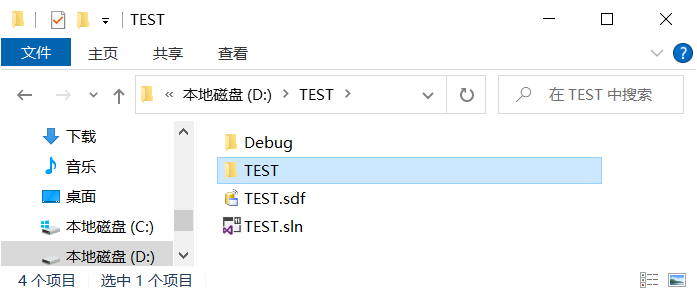 TEST
文件 主页 共享 查看
« 本地磁盘 (D:) TEST 在 TEST 中搜索
下载
音乐
桌面
本地磁盘 (C:)
本地磁盘 (D:)
Debug
TEST
TEST.sdf
TEST.sln
4 个项目 选中 1 个项目